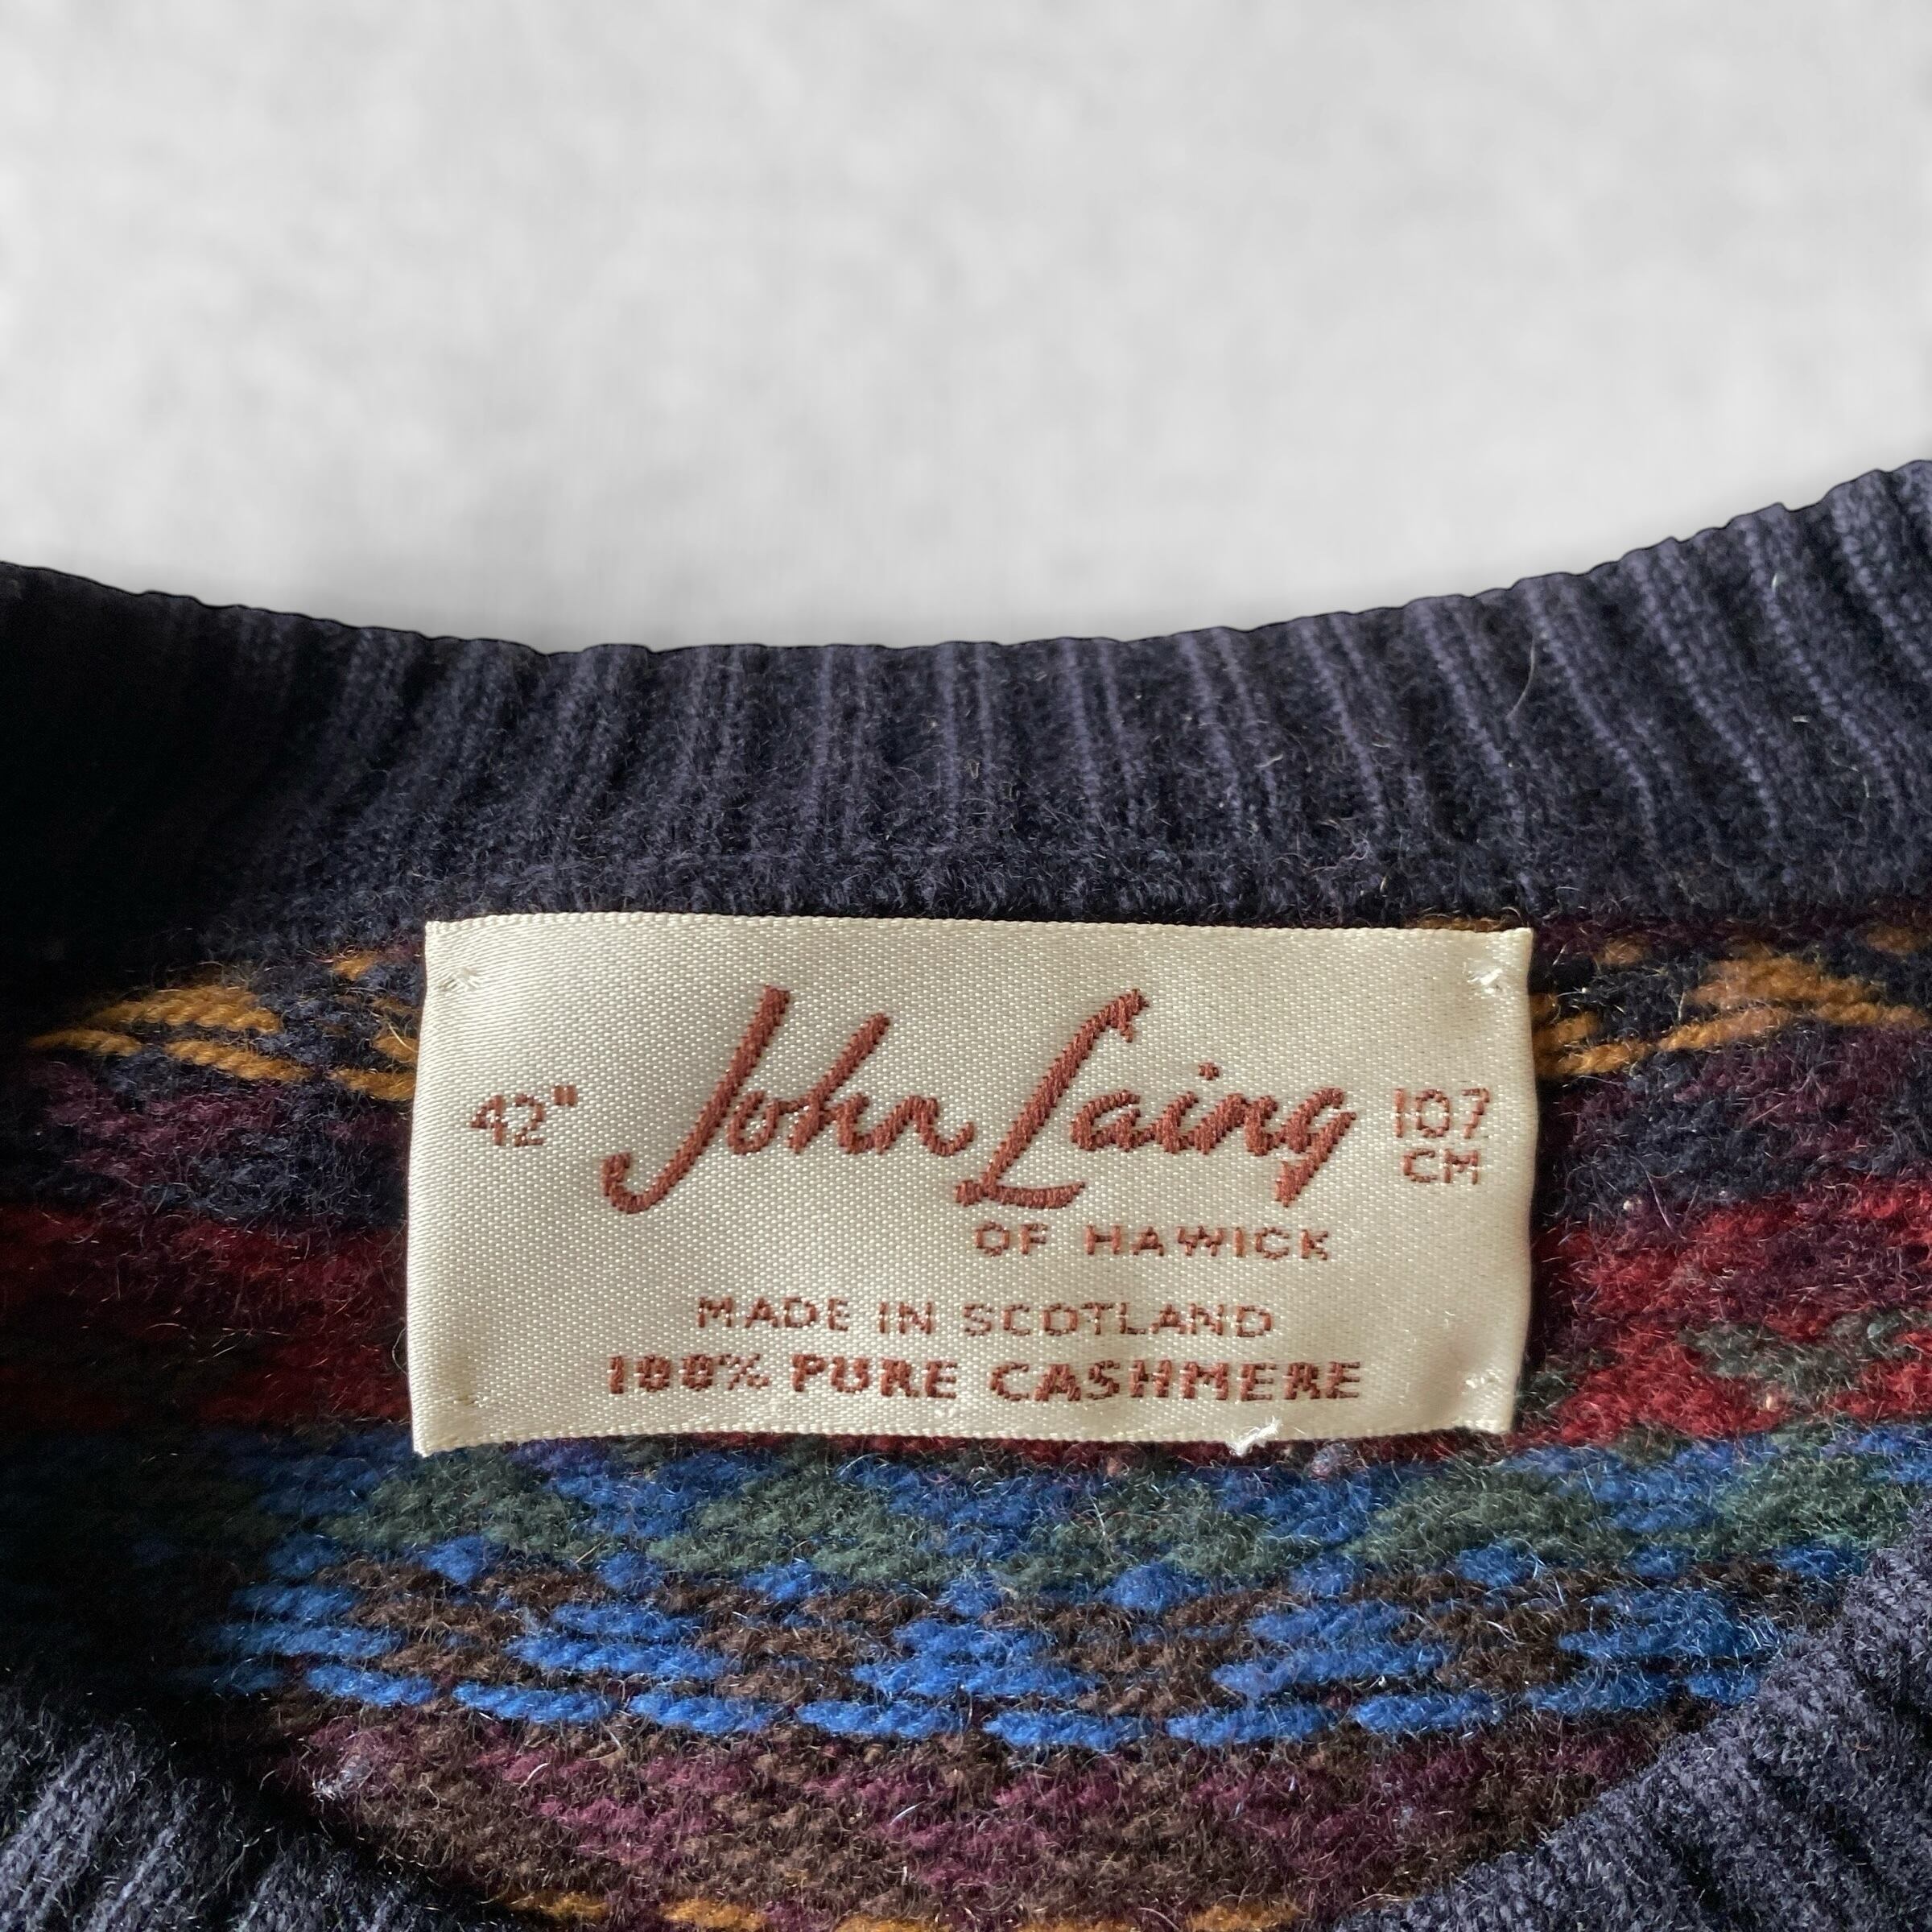 42" John Laing 107 CM
OF HAWICK
MADE IN SCOTLAND
100% PURE CASHMERE